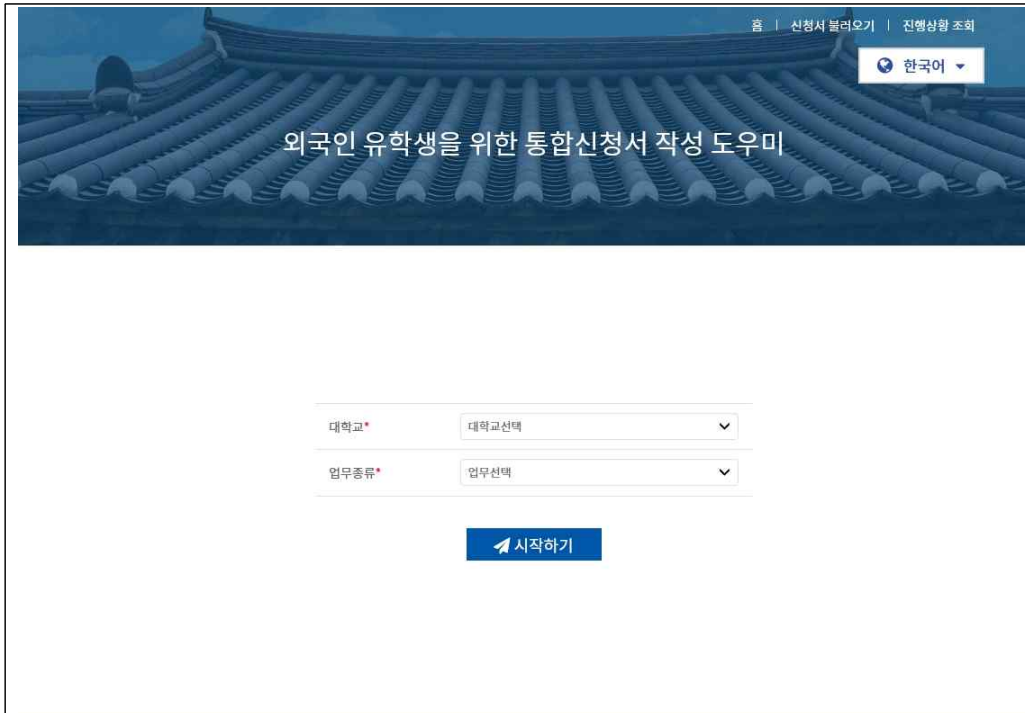 홈 | 신청서 불러오기 | 진행상황 조회
한국어
외국인 유학생을 위한 통합신청서 작성 도우미
대학교* 대학교선택
업무종류* 업무선택
시작하기